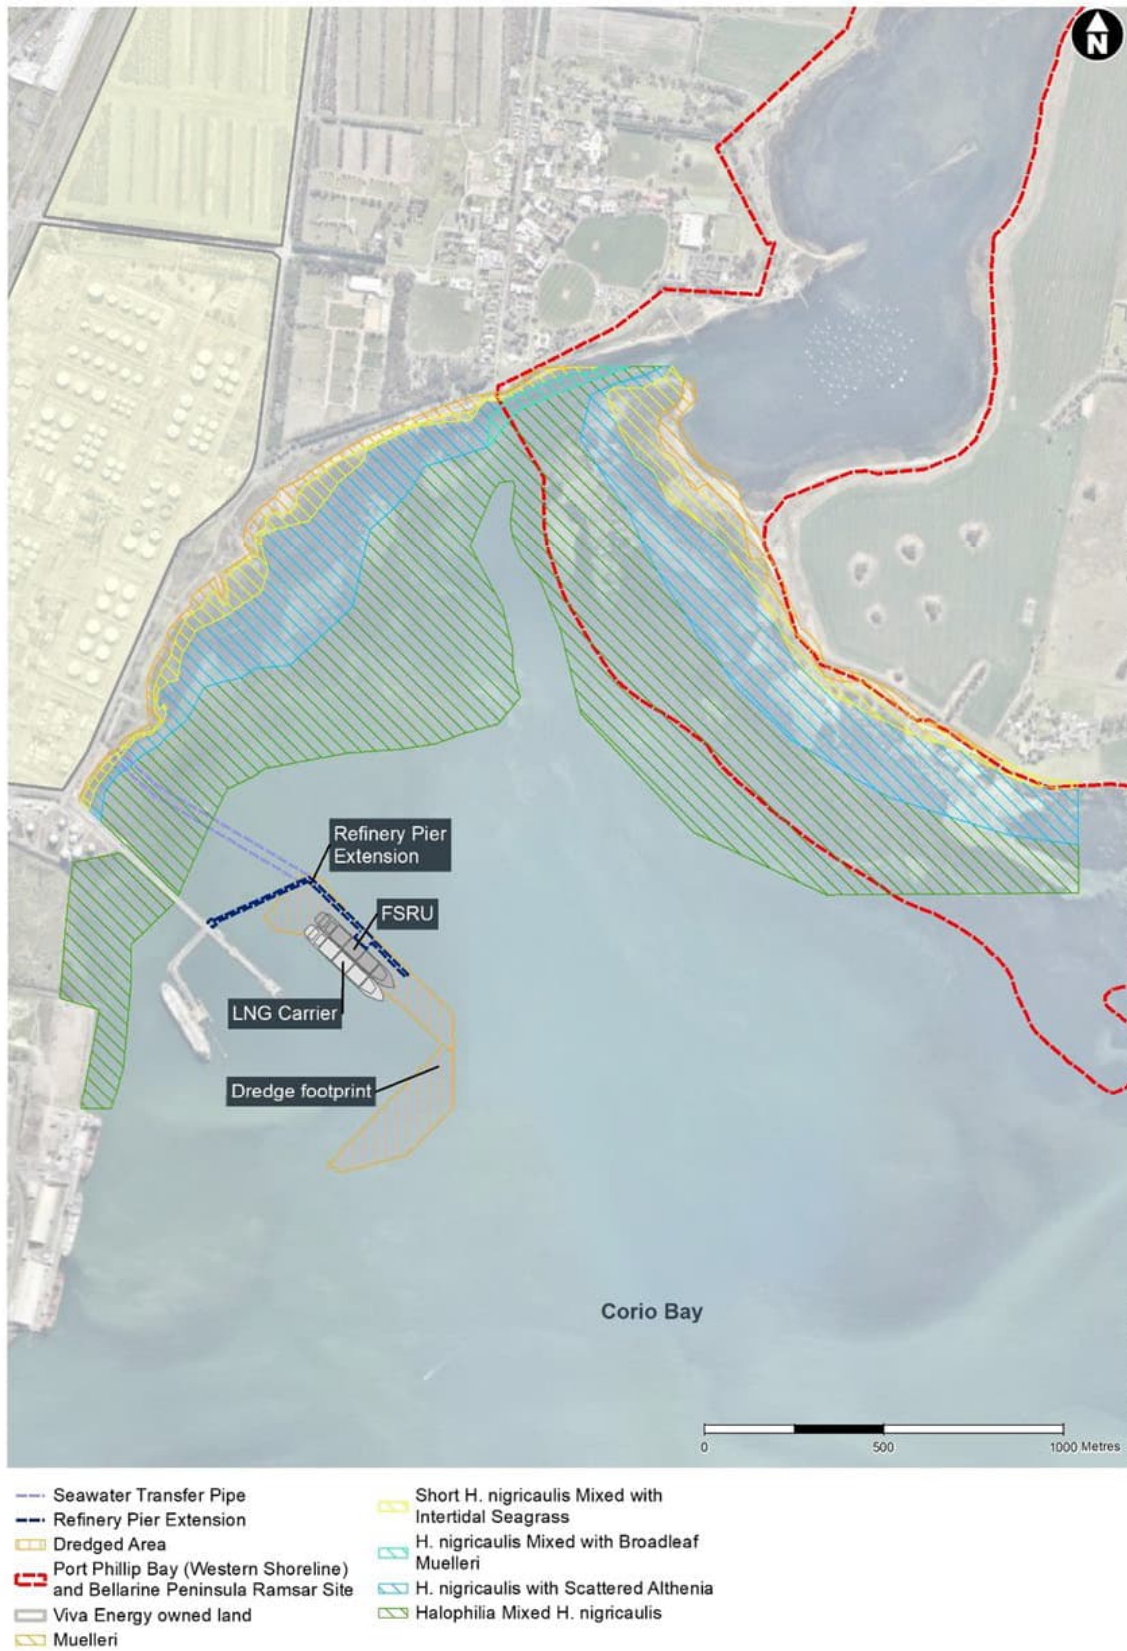 N
Refinery Pier
Extension
FSRU
LNG Carrier
Dredge footprint
Corio Bay
0 500 1000 Metres
Seawater Transfer Pipe
Refinery Pier Extension
Dredged Area
Port Phillip Bay (Western Shoreline)
and Bellarine Peninsula Ramsar Site
Viva Energy owned land
Muelleri
Short H. nigricaulis Mixed with
Intertidal Seagrass
H. nigricaulis Mixed with Broadleaf
Muelleri
H. nigricaulis with Scattered Althenia
Halophilia Mixed H. nigricaulis